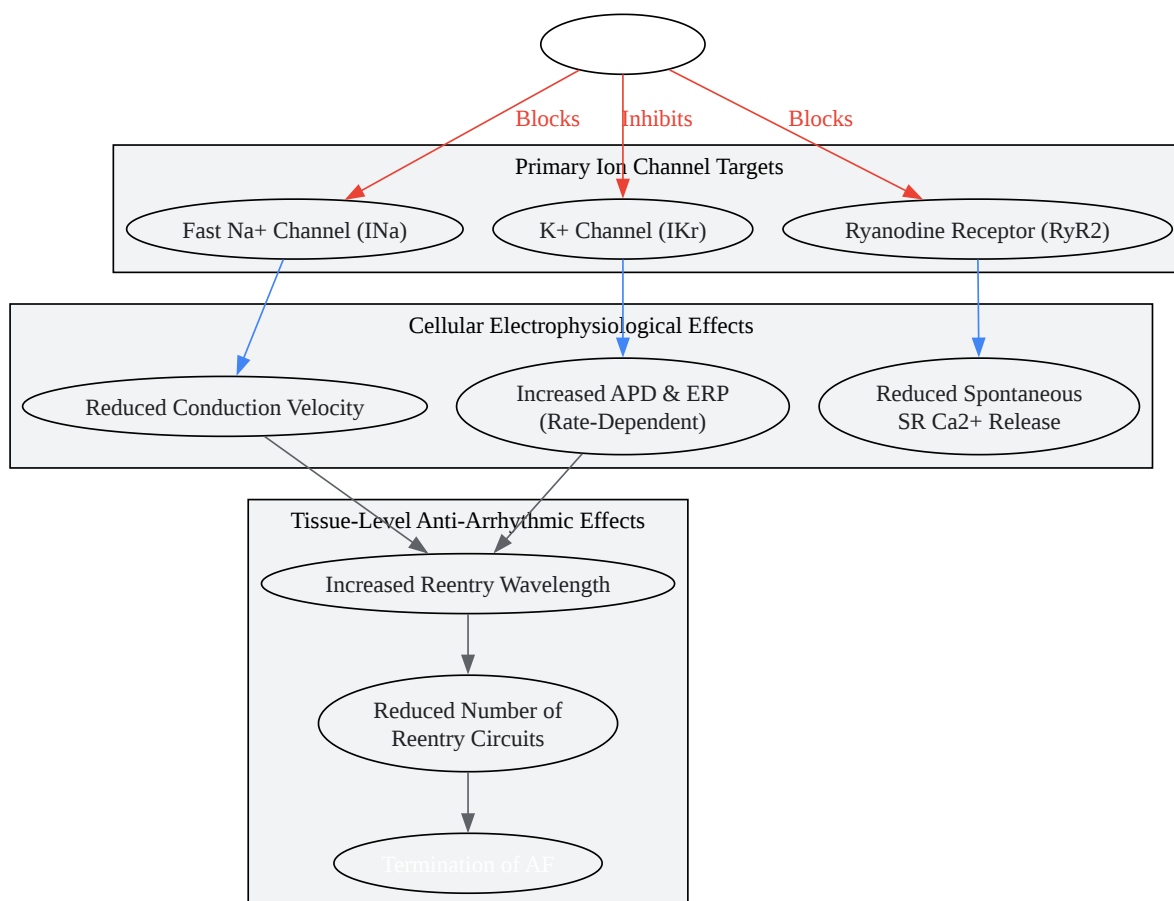 Blocks
Inhibits
Blocks
Primary Ion Channel Targets
Fast Na+ Channel (INa)
K+ Channel (IKr)
Ryanodine Receptor (RyR2)
Cellular Electrophysiological Effects
Reduced Conduction Velocity
Increased APD & ERP
(Rate-Dependent)
Reduced Spontaneous
SR Ca2+ Release
Tissue-Level Anti-Arrhythmic Effects
Increased Reentry Wavelength
Reduced Number of
Reentry Circuits
Termination of AF